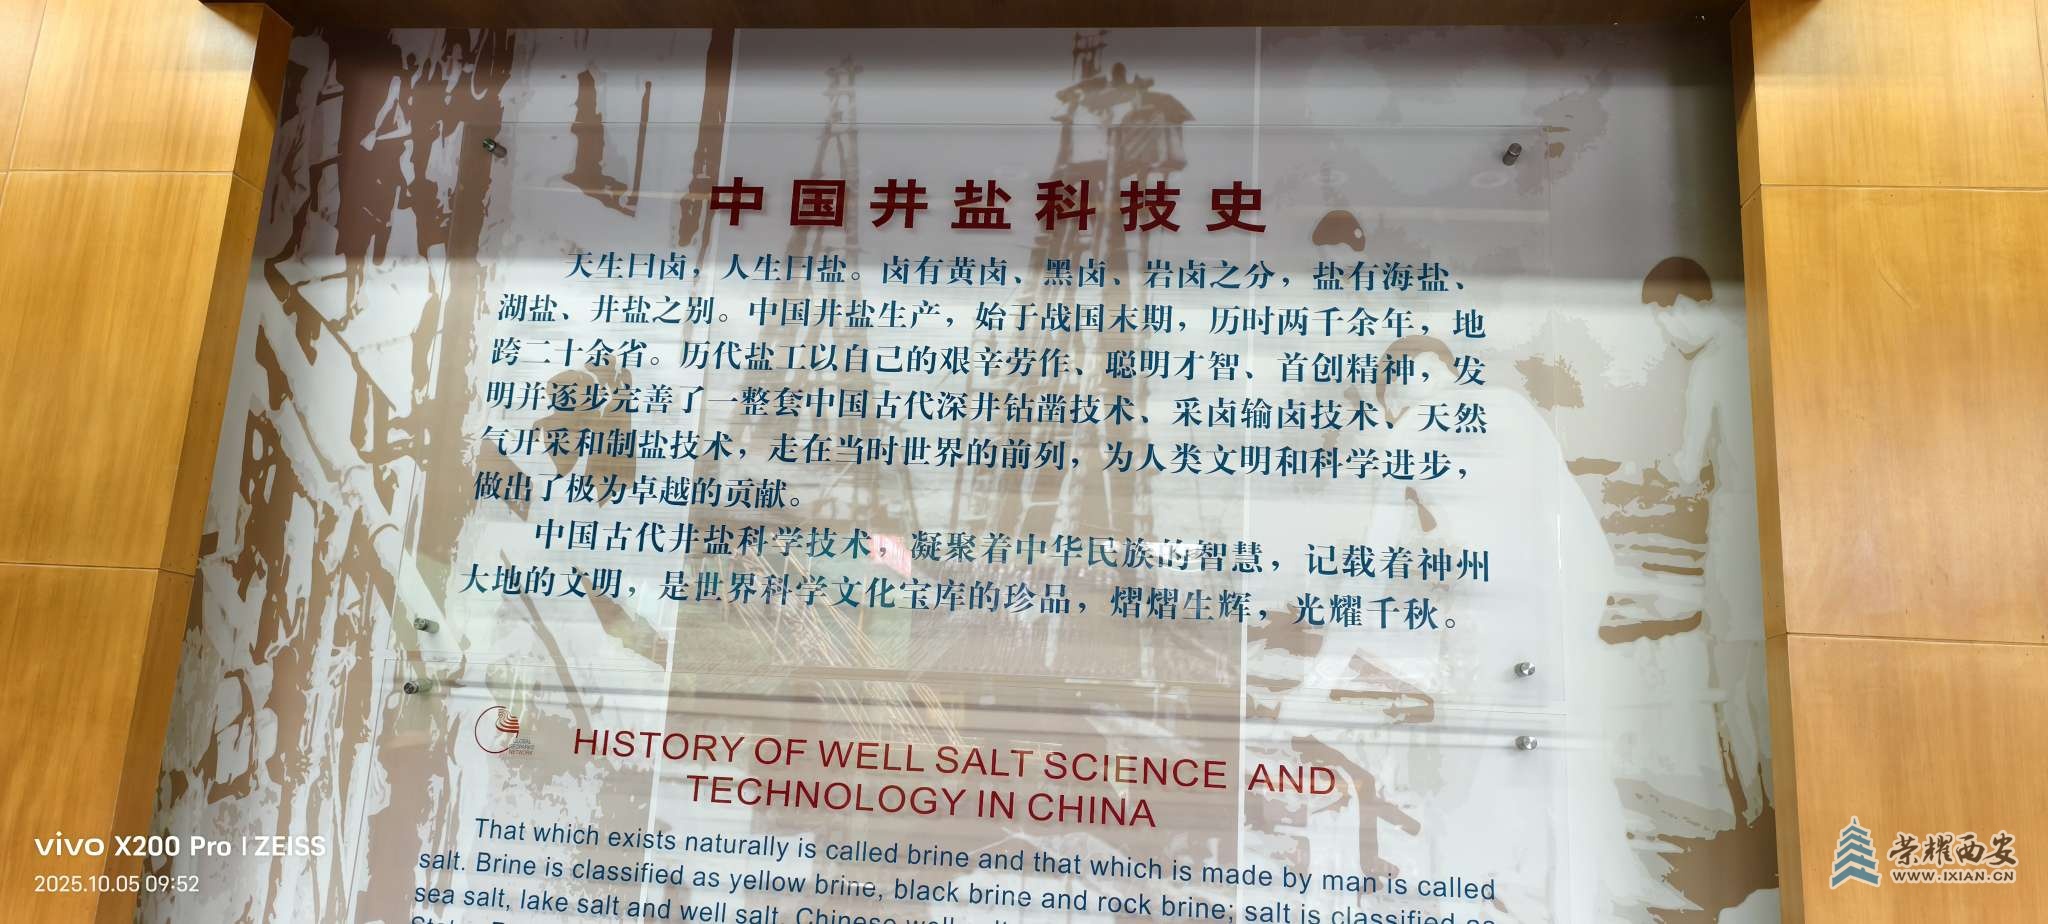 中国井盐科技史
天生曰卤，人生曰盐。卤有黄卤、黑卤、岩卤之分，盐有海盐、
湖盐、井盐之别。中国井盐生产，始于战国末期，历时两千余年，地
跨二十余省。历代盐工以自己的艰辛劳作、聪明才智、首创精神，发
明并逐步完善了一整套中国古代深井钻凿技术、采卤输卤技术、天然
气开采和制盐技术，走在当时世界的前列，为人类文明和科学进步，
做出了极为卓越的贡献。
中国古代井盐科学技术，凝聚着中华民族的智慧，记载着神州
大地的文明，是世界科学文化宝库的珍品，熠熠生辉，光耀千秋。
GLOBAL
GEOPARKS
NETWORK
HISTORY OF WELL SALT SCIENCE AND
TECHNOLOGY IN CHINA
That which exists naturally is called brine and that which is made by man is called
salt. Brine is classified as yellow brine, black brine and rock brine; salt is classified as
sea salt, lake salt and well salt. Chinese well
vivo X200 Pro | ZEISS
2025.10.05 09:52
荣耀西安
WWW.IXIAN.CN